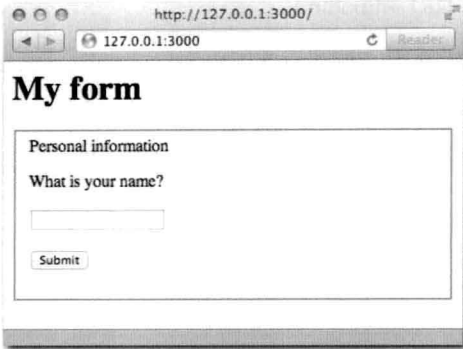 http://127.0.0.1:3000/
127.0.0.1:3000
Reader
My form
Personal information
What is your name?
Submit